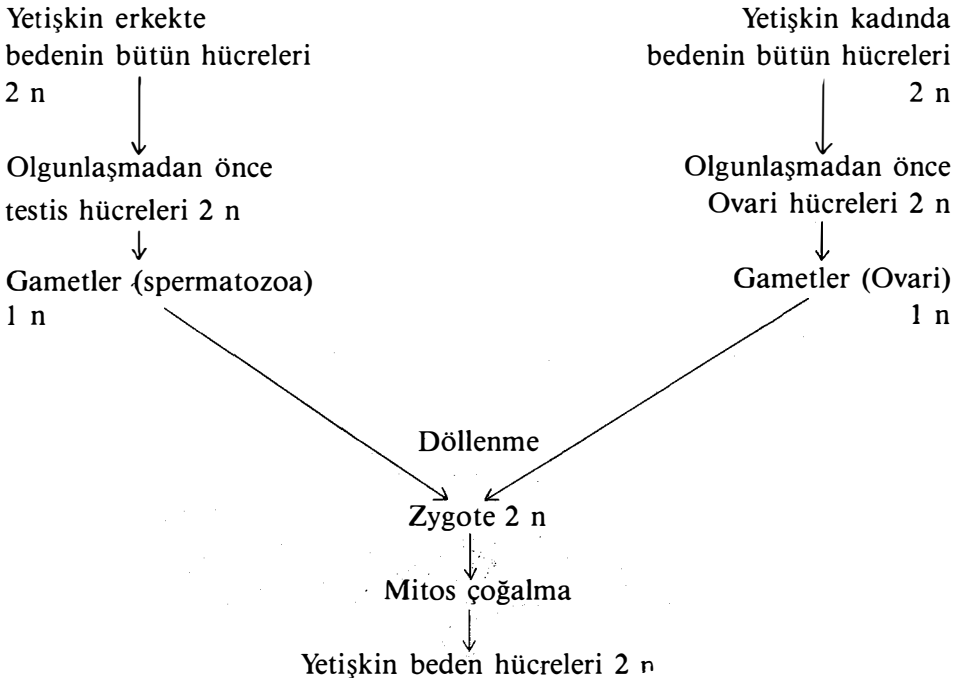 Yetişkin erkekte
bedenin bütün hücreleri
2 n
Yetişkin kadında
bedenin bütün hücreleri
2 n
Olgunlaşmadan önce
testis hücreleri 2 n
Olgunlaşmadan önce
Ovari hücreleri 2 n
Gametler (spermatozoa)
1 n
Gametler (Ovari)
1 n
Döllenme
Zygote 2 n
Mitos çoğalma
Yetişkin beden hücreleri 2 n